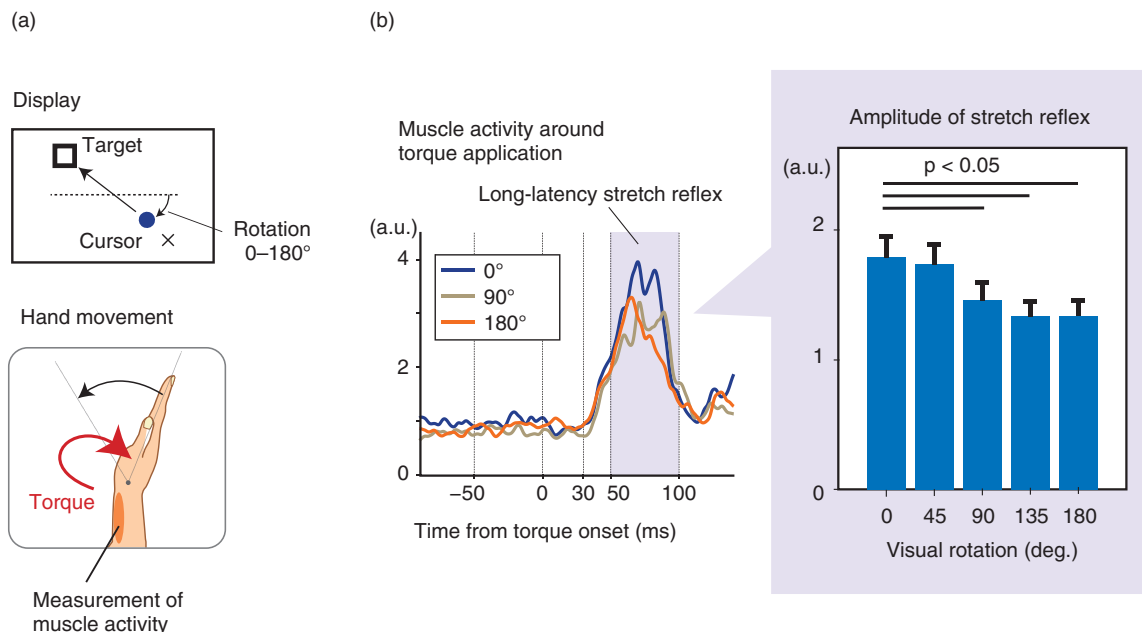 (a)
Display
Target
Cursor
Rotation
0–180°
Hand movement
Torque
Measurement of
muscle activity
(b)
Muscle activity around
torque application
Long-latency stretch reflex
(a.u.)
4
2
0
0°
90°
180°
−50 0 30 50 100
Time from torque onset (ms)
Amplitude of stretch reflex
(a.u.)
p < 0.05
2
1
0
0 45 90 135 180
Visual rotation (deg.)